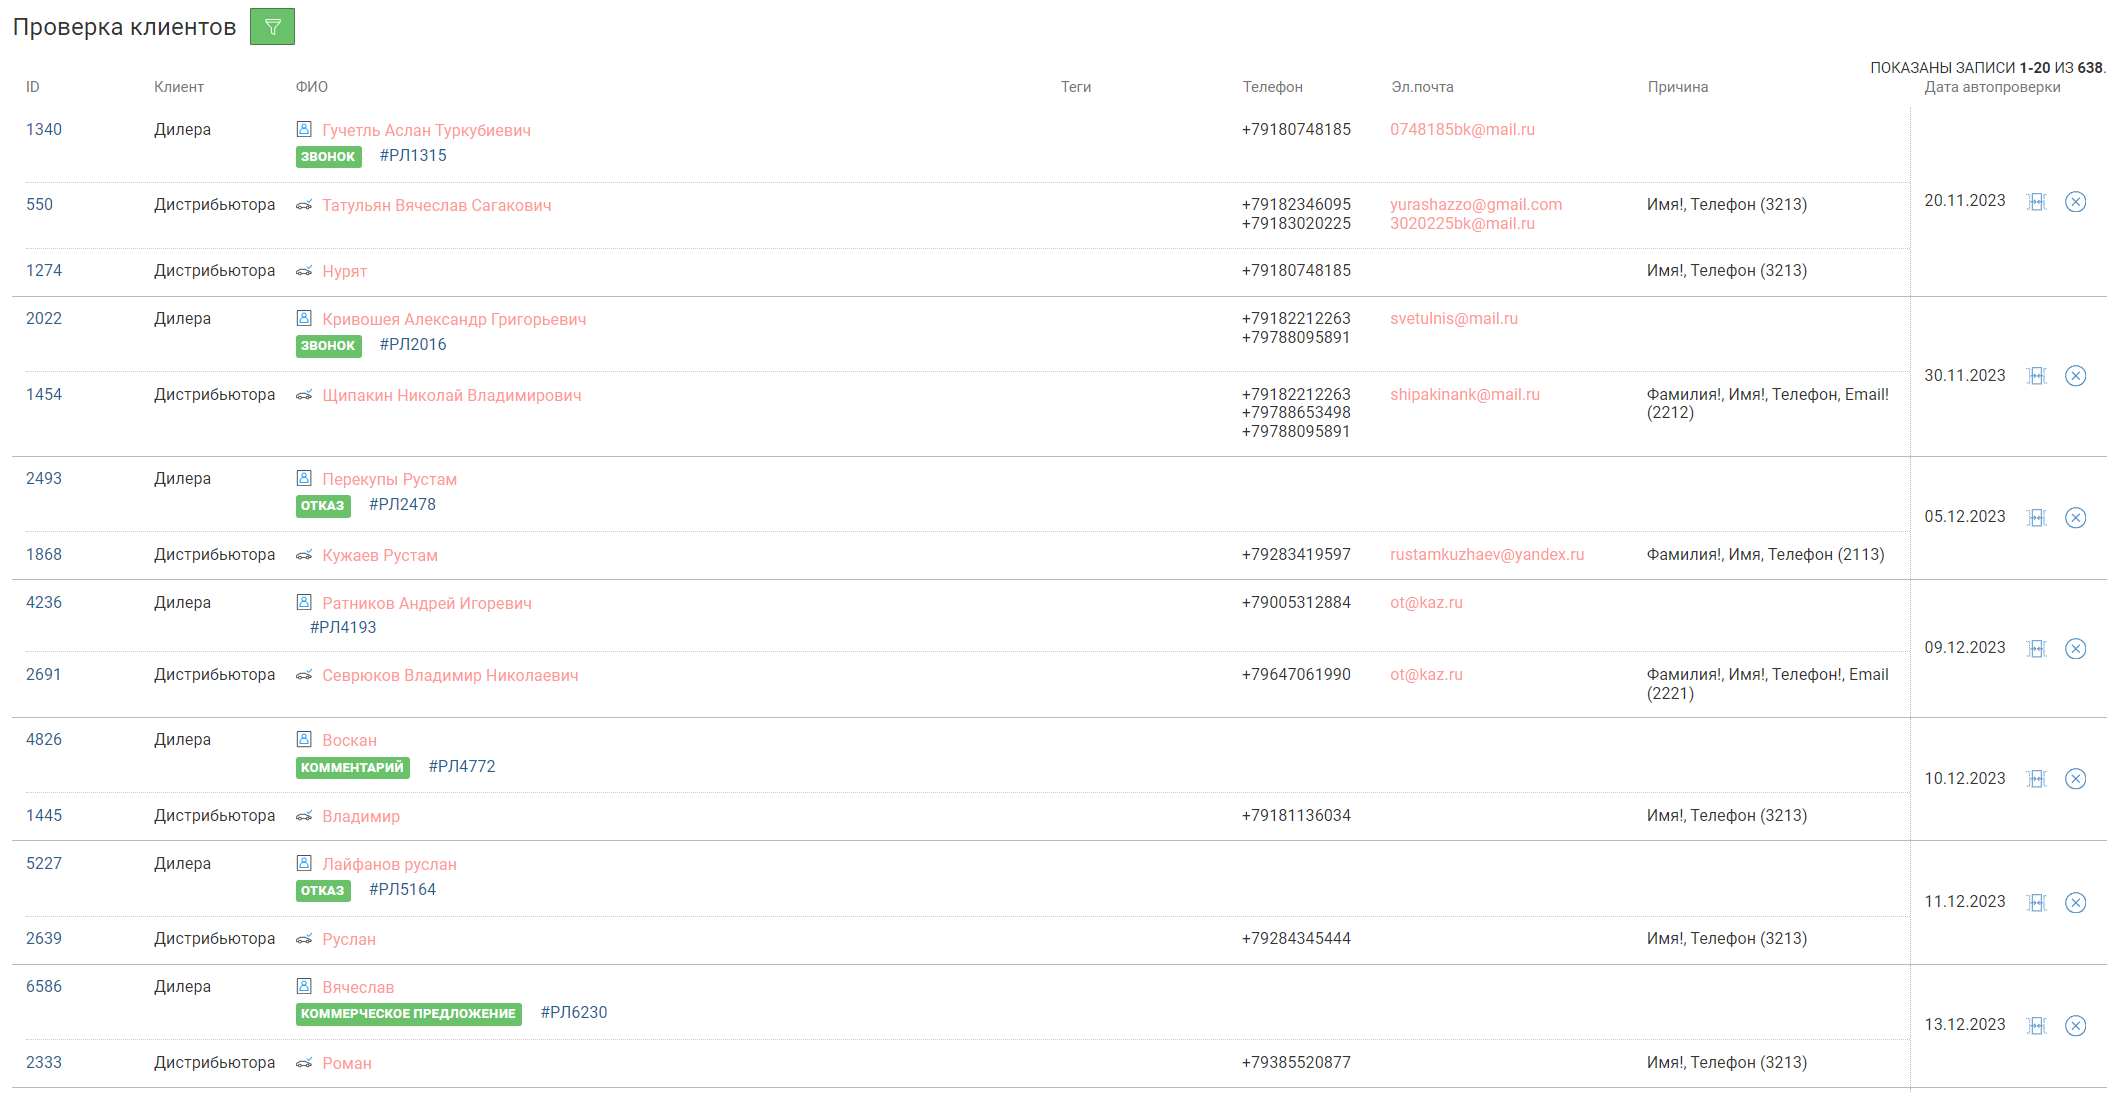 Проверка клиентов
ПОКАЗАНЫ ЗАПИСИ 1-20 ИЗ 638.
ID Клиент ФИО Теги Телефон Эл.почта Причина Дата автопроверки
1340 Дилера Гучетль Аслан Туркубиевич +79180748185 0748185bk@mail.ru
ЗВОНОК #РЛ1315
550 Дистрибьютора Татульян Вячеслав Сагакович +79182346095 yurashazzo@gmail.com Имя!, Телефон (3213) 20.11.2023
+79183020225 3020225bk@mail.ru
1274 Дистрибьютора Нурят +79180748185 Имя!, Телефон (3213)
2022 Дилера Кривошея Александр Григорьевич +79182212263 svetulnis@mail.ru
+79788095891
ЗВОНОК #РЛ2016
30.11.2023
1454 Дистрибьютора Щипакин Николай Владимирович +79182212263 shipakinank@mail.ru Фамилия!, Имя!, Телефон, Email!
+79788653498 (2212)
+79788095891
2493 Дилера Перекупы Рустам
ОТКАЗ #РЛ2478
05.12.2023
1868 Дистрибьютора Кужаев Рустам +79283419597 rustamkuzhaev@yandex.ru Фамилия!, Имя, Телефон (2113)
4236 Дилера Ратников Андрей Игоревич +79005312884 ot@kaz.ru
#РЛ4193
09.12.2023
2691 Дистрибьютора Севрюков Владимир Николаевич +79647061990 ot@kaz.ru Фамилия!, Имя!, Телефон!, Email
(2221)
4826 Дилера Воскан
КОММЕНТАРИЙ #РЛ4772
10.12.2023
1445 Дистрибьютора Владимир +79181136034 Имя!, Телефон (3213)
5227 Дилера Лайфанов руслан
ОТКАЗ #РЛ5164
11.12.2023
2639 Дистрибьютора Руслан +79284345444 Имя!, Телефон (3213)
6586 Дилера Вячеслав
КОММЕРЧЕСКОЕ ПРЕДЛОЖЕНИЕ #РЛ6230
13.12.2023
2333 Дистрибьютора Роман +79385520877 Имя!, Телефон (3213)